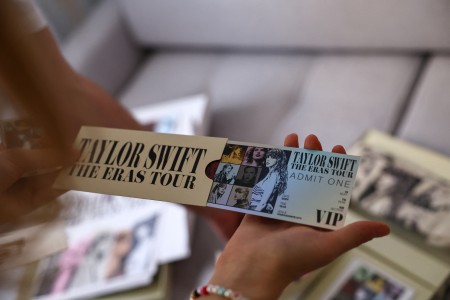 TAYLOR SWIFT
THE ERAS TOUR
TAYLOR SWIFT
THE ERAS TOUR
ADMIT ONE
VIP